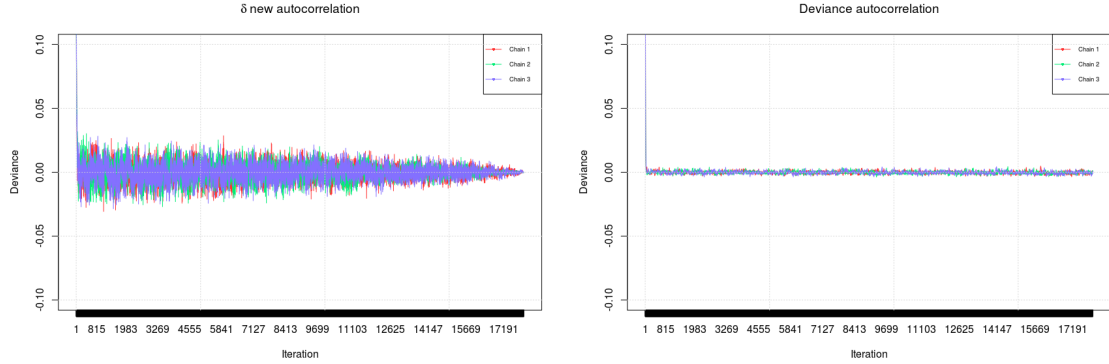 δ new autocorrelation
Deviance
0.10
0.05
0.00
-0.05
-0.10
Chain 1
Chain 2
Chain 3
1 815 1983 3269 4555 5841 7127 8413 9699 11103 12625 14147 15669 17191
Iteration
Deviance autocorrelation
Deviance
0.10
0.05
0.00
-0.05
-0.10
Chain 1
Chain 2
Chain 3
1 815 1983 3269 4555 5841 7127 8413 9699 11103 12625 14147 15669 17191
Iteration